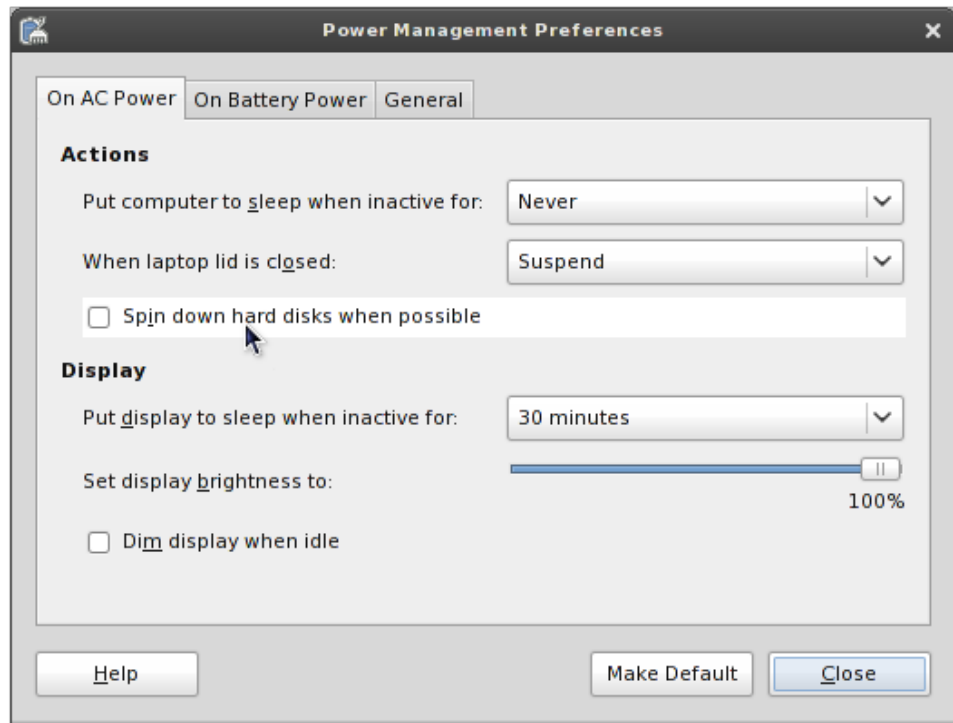 Power Management Preferences
On AC Power On Battery Power General
Actions
Put computer to sleep when inactive for: Never
When laptop lid is closed: Suspend
Spin down hard disks when possible
Display
Put display to sleep when inactive for: 30 minutes
Set display brightness to:
100%
Dim display when idle
Help Make Default Close